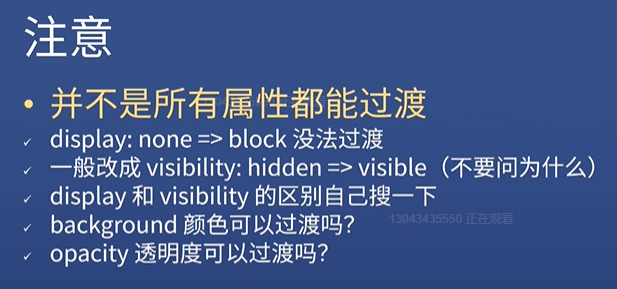 注意
• 并不是所有属性都能过渡
✓ display: none => block 没法过渡
✓ 一般改成 visibility: hidden => visible（不要问为什么）
✓ display 和 visibility 的区别自己搜一下
✓ background 颜色可以过渡吗？
13043435550 正在观看
✓ opacity 透明度可以过渡吗？